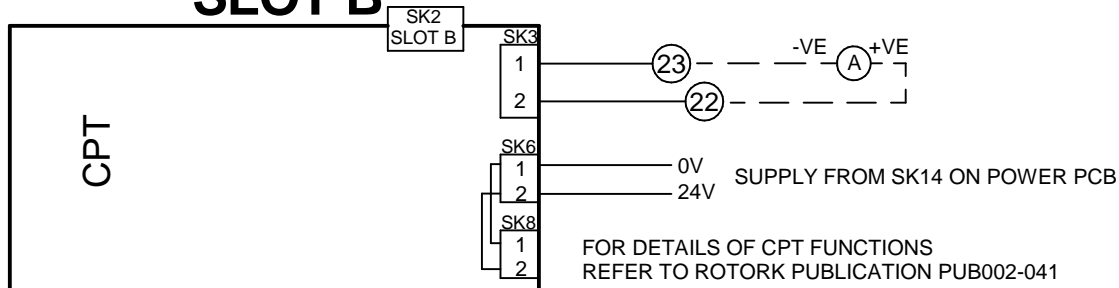 SLOT B
SK2
SLOT B
SK3
1
2
23
22
-VE
A
+VE
CPT
SK6
1
2
0V
24V
SUPPLY FROM SK14 ON POWER PCB
SK8
1
2
FOR DETAILS OF CPT FUNCTIONS
REFER TO ROTORK PUBLICATION PUB002-041